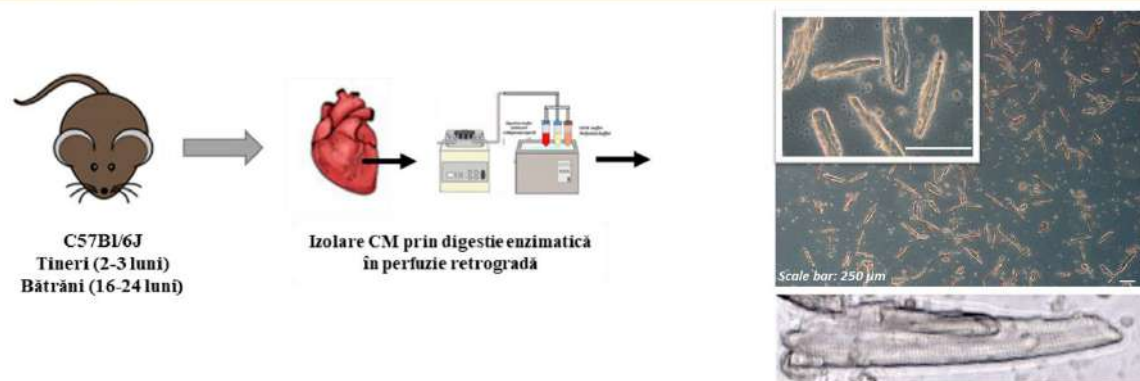 C57Bl/6J
Tineri (2-3 luni)
Bătrâni (16-24 luni)
Izolare CM prin digestie enzimatică
în perfuzie retrogradă
Scale bar: 250 µm